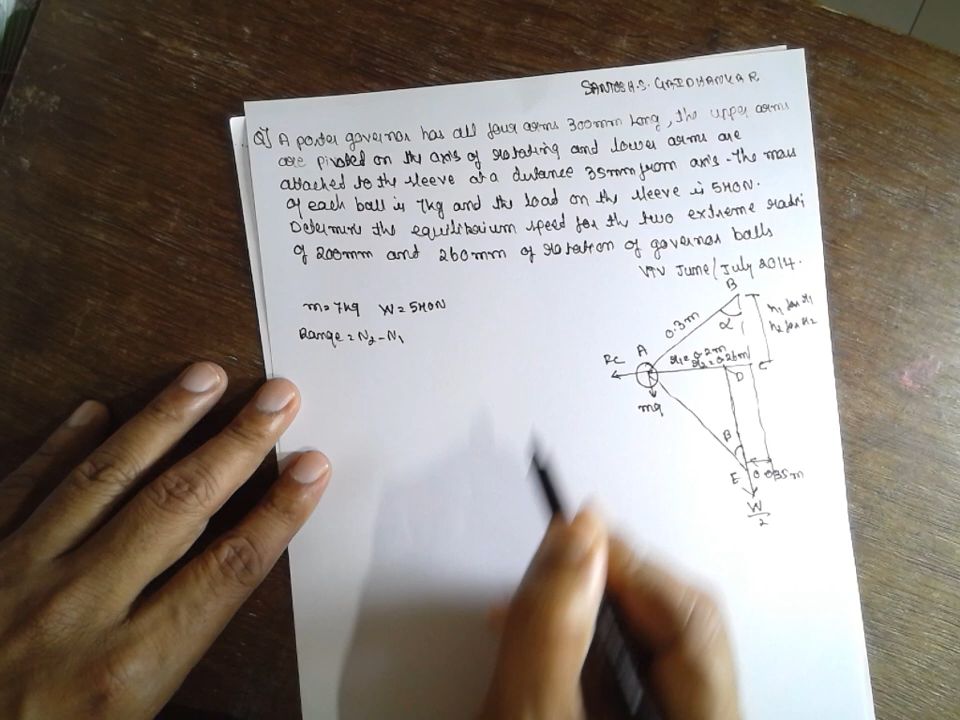 SANTOSH.S. GAIDHANKAR
Q) A porter governor has all four arms 300mm long, the upper arms
are pivoted on the axis of rotating and lower arms are
attached to the sleeve at a distance 35mm from axis. The mass
of each ball is 7kg and the load on the sleeve is 540N.
Determine the equilibrium speed for the two extreme radii
of 200mm and 260mm of rotation of governor balls
VTV June/July 2014.
m=7kg W=540N
Range=N2-N1
B
0.3m
α
h1 for r1
h2 for r2
A
r1=0.2m
r2=0.26m
Fc
C
D
mg
β
E
0.035m
W/2